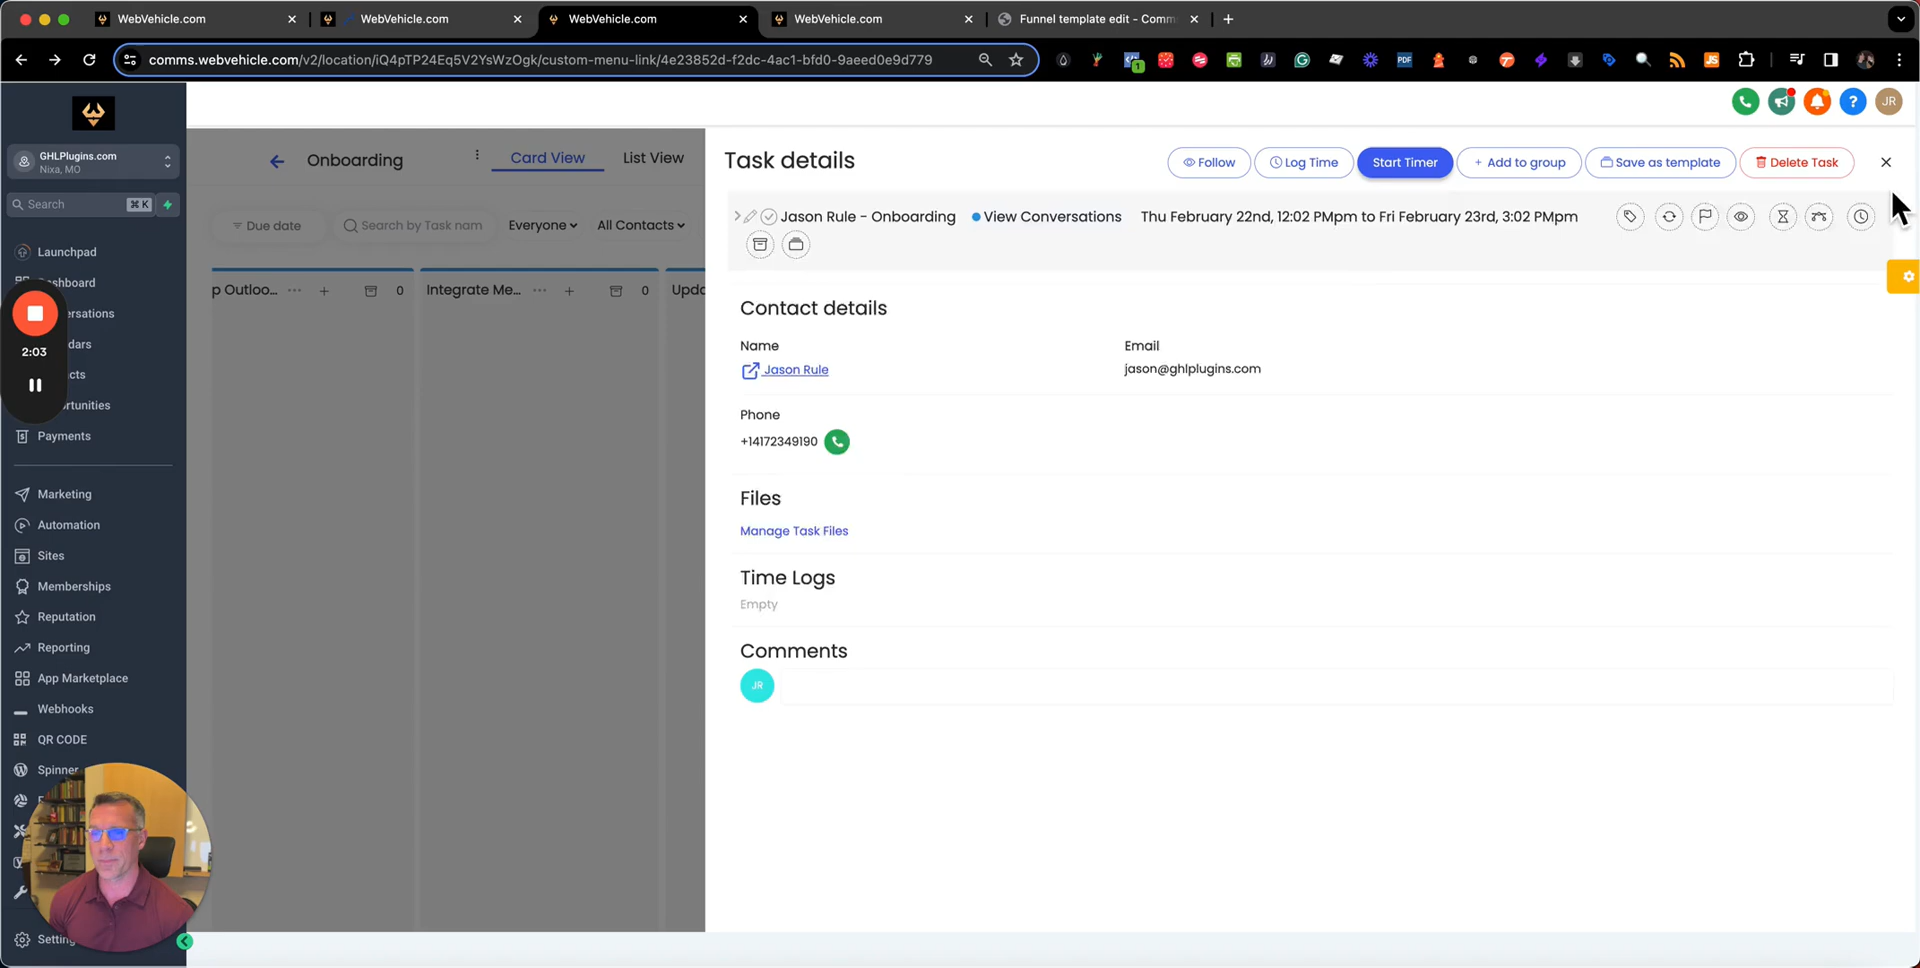 WebVehicle.com
WebVehicle.com
WebVehicle.com
WebVehicle.com
Funnel template edit - Comm
comms.webvehicle.com/v2/location/iQ4pTP24Eq5V2YsWzOgk/custom-menu-link/4e23852d-f2dc-4ac1-bfd0-9aeed0e9d779
1
PDF
JS
GHLPlugins.com
Nixa, MO
Search
⌘ K
Launchpad
shboard
ersations
dars
cts
rtunities
Payments
2:03
Marketing
Automation
Sites
Memberships
Reputation
Reporting
App Marketplace
Webhooks
QR CODE
Spinner
Setting
JR
Onboarding
Card View
List View
Due date
Search by Task nam
Everyone
All Contacts
p Outloo...
0
Integrate Me...
0
Upda
Task details
Follow
Log Time
Start Timer
+ Add to group
Save as template
Delete Task
Jason Rule - Onboarding
View Conversations
Thu February 22nd, 12:02 PMpm to Fri February 23rd, 3:02 PMpm
Contact details
Name
Email
Jason Rule
jason@ghlplugins.com
Phone
+14172349190
Files
Manage Task Files
Time Logs
Empty
Comments
JR